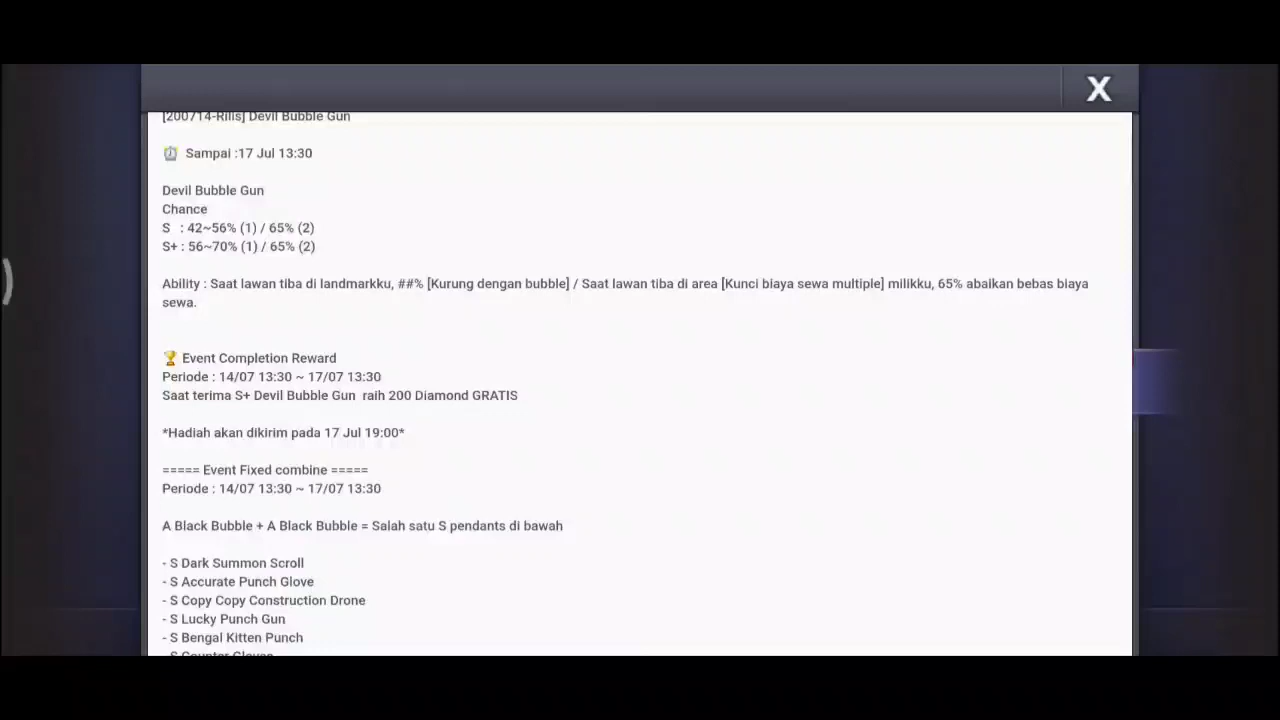 X
[200714-Rilis] Devil Bubble Gun
⏰ Sampai :17 Jul 13:30
Devil Bubble Gun
Chance
S : 42~56% (1) / 65% (2)
S+ : 56~70% (1) / 65% (2)
Ability : Saat lawan tiba di landmarkku, ##% [Kurung dengan bubble] / Saat lawan tiba di area [Kunci biaya sewa multiple] milikku, 65% abaikan bebas biaya
sewa.
🏆 Event Completion Reward
Periode : 14/07 13:30 ~ 17/07 13:30
Saat terima S+ Devil Bubble Gun raih 200 Diamond GRATIS
*Hadiah akan dikirim pada 17 Jul 19:00*
===== Event Fixed combine =====
Periode : 14/07 13:30 ~ 17/07 13:30
A Black Bubble + A Black Bubble = Salah satu S pendants di bawah
- S Dark Summon Scroll
- S Accurate Punch Glove
- S Copy Copy Construction Drone
- S Lucky Punch Gun
- S Bengal Kitten Punch
- S Counter Gloves